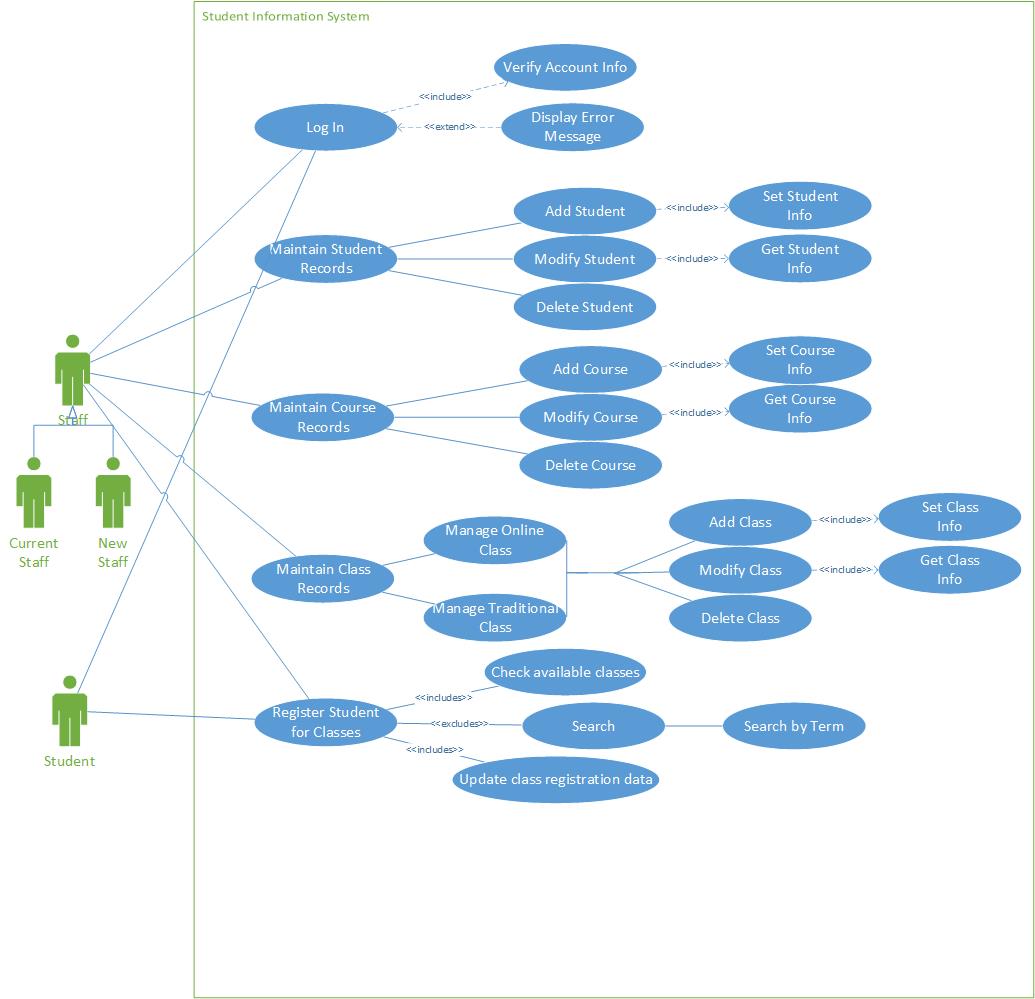 Student Information System
Verify Account Info
<<include>>
Log In
<<extend>>
Display Error
Message
Maintain Student
Records
Add Student
<<include>>
Set Student
Info
Modify Student
<<include>>
Get Student
Info
Delete Student
Staff
Current
Staff
New
Staff
Maintain Course
Records
Add Course
<<include>>
Set Course
Info
Modify Course
<<include>>
Get Course
Info
Delete Course
Maintain Class
Records
Manage Online
Class
Manage Traditional
Class
Add Class
<<include>>
Set Class
Info
Modify Class
<<include>>
Get Class
Info
Delete Class
Student
Register Student
for Classes
<<includes>>
Check available classes
<<excludes>>
Search
Search by Term
<<includes>>
Update class registration data